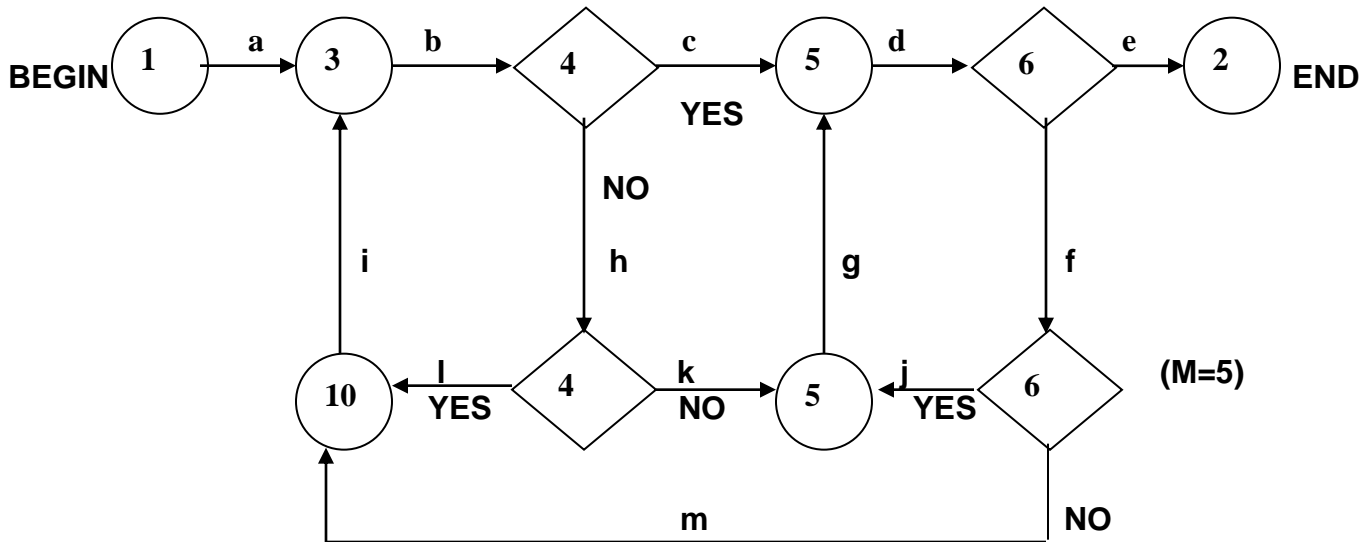 a b c d e
BEGIN 1 3 4 5 6 2 END
YES
NO
i h g f
l k j (M=5)
10 4 5 6
YES NO YES
m NO